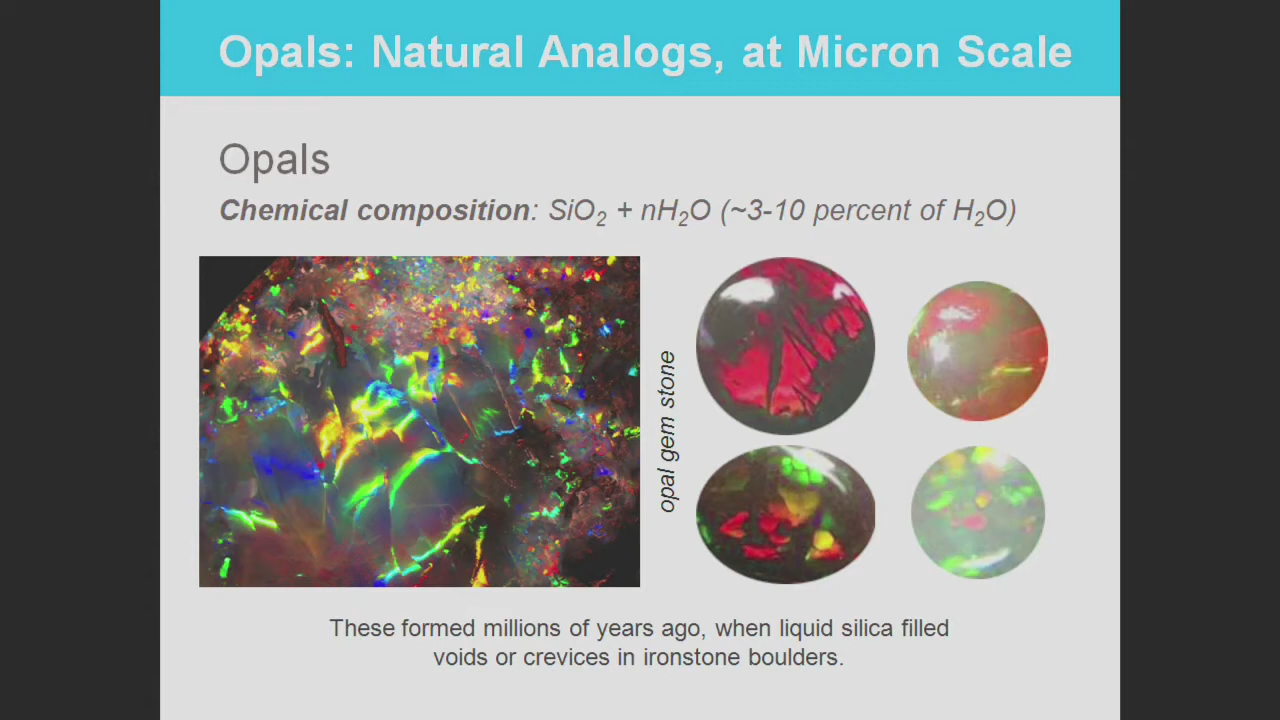 Opals: Natural Analogs, at Micron Scale
Opals
Chemical composition: SiO₂ + nH₂O (~3-10 percent of H₂O)
opal gem stone
These formed millions of years ago, when liquid silica filled
voids or crevices in ironstone boulders.